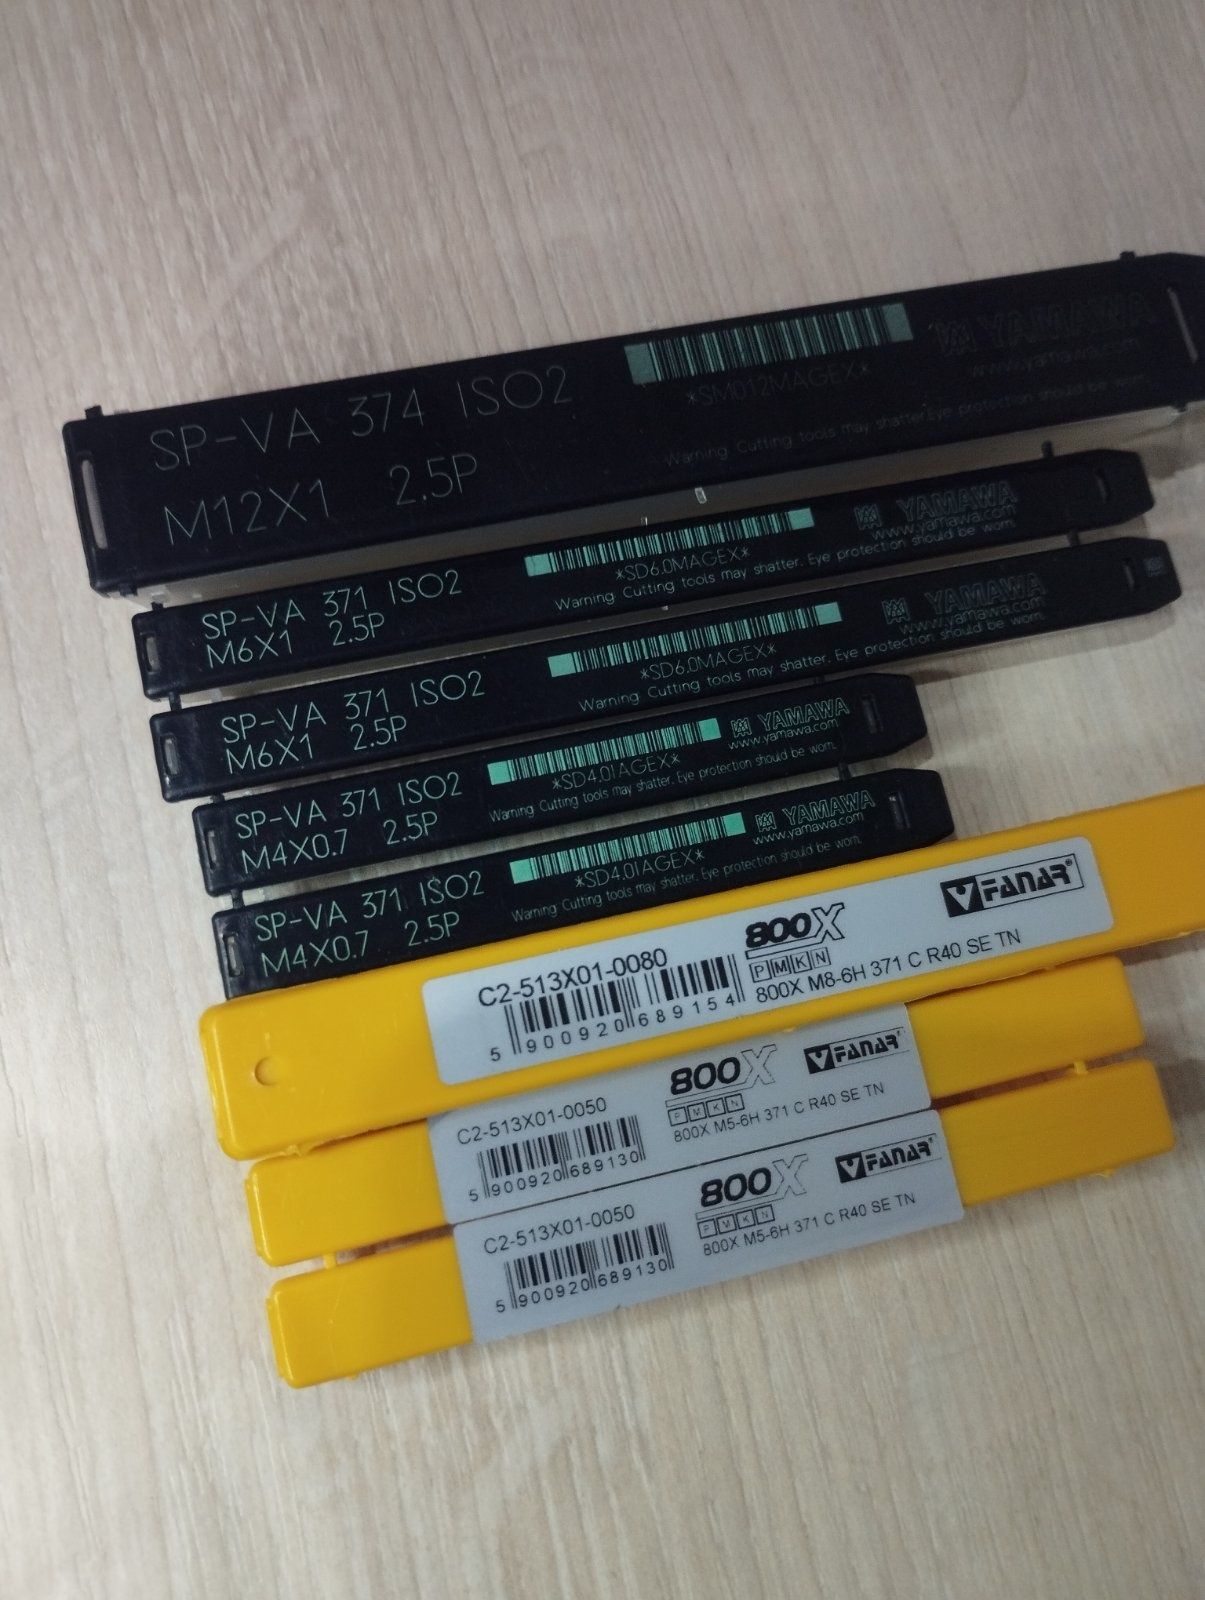 SP-VA 374 ISO2
M12X1 2.5P
*SM012MAGEX*
YAMAWA
www.yamawa.com
Warning Cutting tools may shatter.Eye protection should be worn.
SP-VA 371 ISO2
M6X1 2.5P
*SD6.0MAGEX*
YAMAWA
www.yamawa.com
Warning Cutting tools may shatter. Eye protection should be worn.
SP-VA 371 ISO2
M6X1 2.5P
*SD6.0MAGEX*
YAMAWA
www.yamawa.com
Warning Cutting tools may shatter. Eye protection should be worn.
SP-VA 371 ISO2
M4X0.7 2.5P
*SD4.0IAGEX*
YAMAWA
www.yamawa.com
Warning Cutting tools may shatter. Eye protection should be worn.
SP-VA 371 ISO2
M4X0.7 2.5P
*SD4.0IAGEX*
YAMAWA
www.yamawa.com
Warning Cutting tools may shatter. Eye protection should be worn.
C2-513X01-0080
5 900920 689154
800X
P M K N
800X M8-6H 371 C R40 SE TN
FANAR®
C2-513X01-0050
5 900920 689130
800X
P M K N
800X M5-6H 371 C R40 SE TN
FANAR®
C2-513X01-0050
5 900920 689130
800X
P M K N
800X M5-6H 371 C R40 SE TN
FANAR®